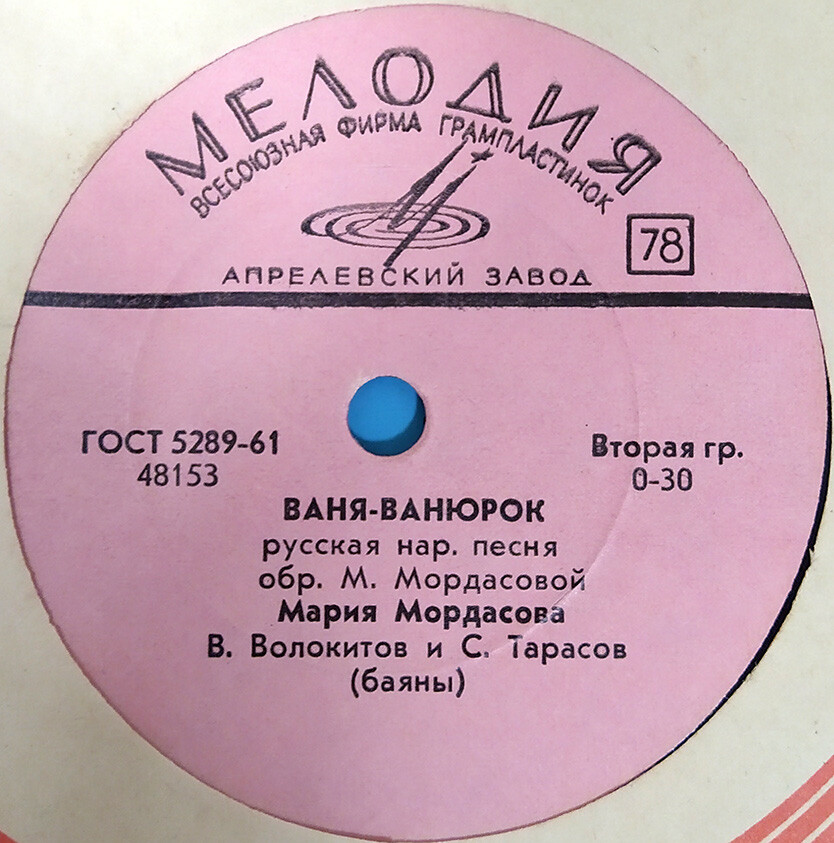 МЕЛОДИЯ
ВСЕСОЮЗНАЯ ФИРМА ГРАМПЛАСТИНОК
78
АПРЕЛЕВСКИЙ ЗАВОД
ГОСТ 5289-61
48153
Вторая гр.
0-30
ВАНЯ-ВАНЮРОК
русская нар. песня
обр. М. Мордасовой
Мария Мордасова
В. Волокитов и С. Тарасов
(баяны)